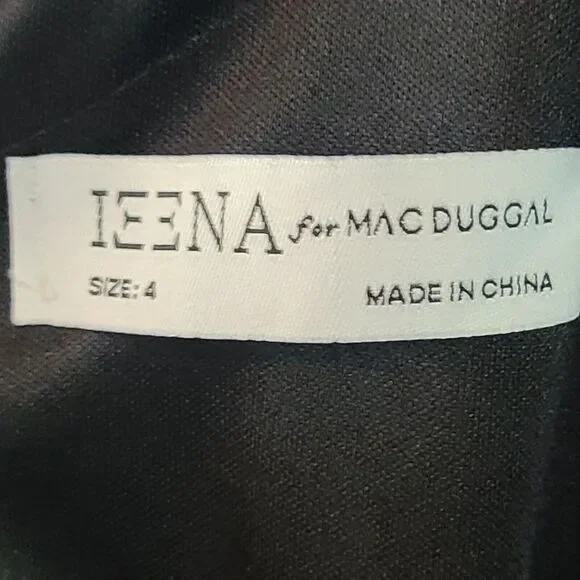 IEENA for MAC DUGGAL
SIZE: 4
MADE IN CHINA